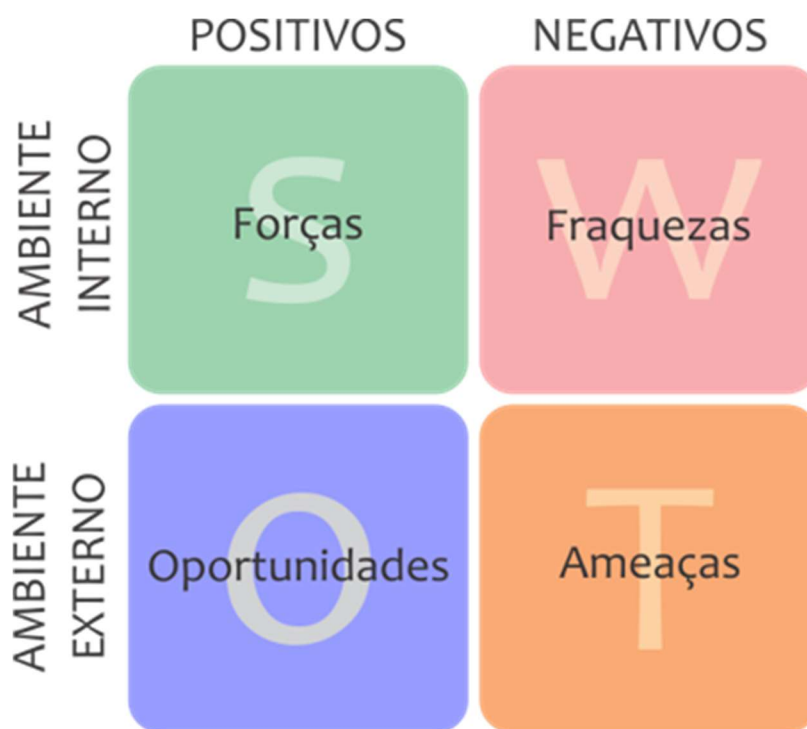 POSITIVOS
NEGATIVOS
AMBIENTE
INTERNO
S
Forças
W
Fraquezas
AMBIENTE
EXTERNO
O
Oportunidades
T
Ameaças